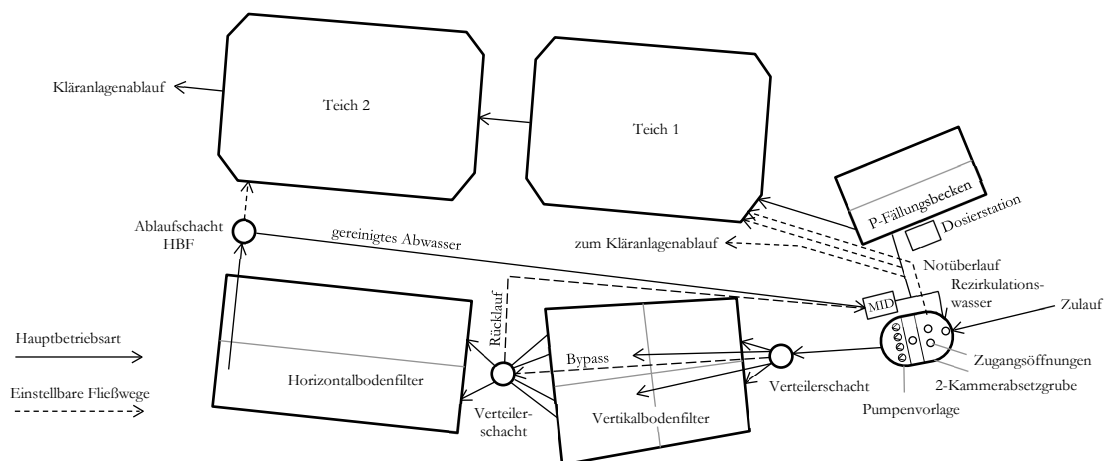 Kläranlagenablauf
Teich 2
Teich 1
P-Fällungsbecken
Dosierstation
Ablaufschacht
HBF
gereinigtes Abwasser
zum Kläranlagenablauf
Notüberlauf
Rezirkulations-
wasser
MID
Zulauf
Rücklauf
Hauptbetriebsart
Einstellbare Fließwege
Horizontalbodenfilter
Bypass
Verteilerschacht
Verteiler-
schacht
Vertikalbodenfilter
Zugangsöffnungen
2-Kammerabsetzgrube
Pumpenvorlage